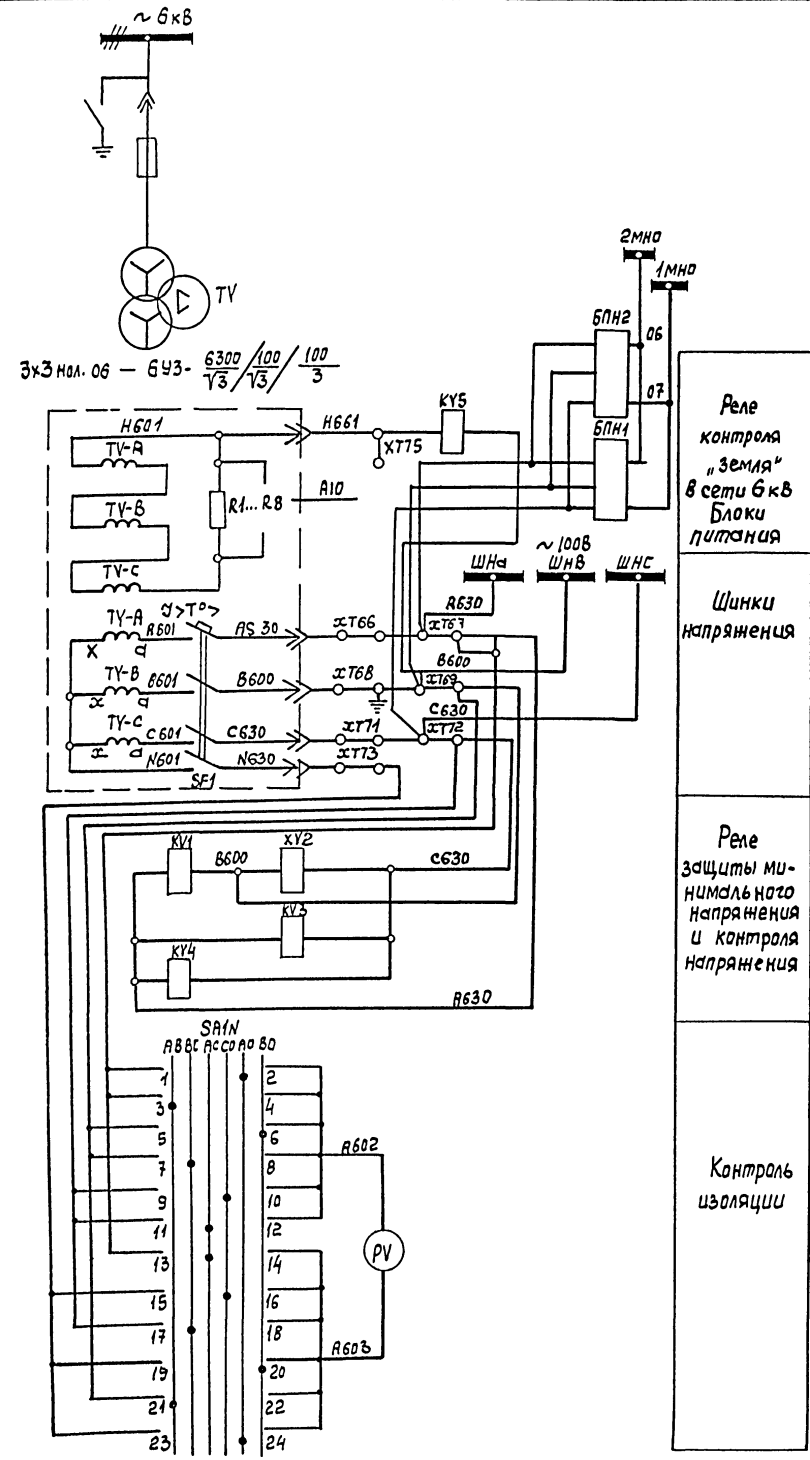 ~ 6кВ
TV
3х3 нол. 06 — 6У3- 6300/√3 / 100/√3 / 100/3
2МНО
1МНО
БПН2
06
07
БПН1
KV5
Н601
Н661
XT75
TV-A
TV-B
TV-C
R1... R8
A10
~100В
ШНа
ШНВ
ШНС
TV-A
A601
J>T°>
AS30
XT66
XT67
A630
x
a
TV-B
B601
B600
XT68
XT69
B600
x
a
TV-C
C601
C630
XT71
XT72
C630
x
a
N601
N630
XT73
SF1
KV1
B600
XV2
C630
KV3
KV4
A630
SA1N
AB BC AC CO AO BO
1 2
3 4
5 6
7 8
9 10
11 12
13 14
15 16
17 18
19 20
21 22
23 24
A602
PV
A603
Реле
контроля
„земля"
в сети 6кВ
Блоки
питания
Шинки
напряжения
Реле
защиты ми-
нимального
напряжения
и контроля
напряжения
Контроль
изоляции